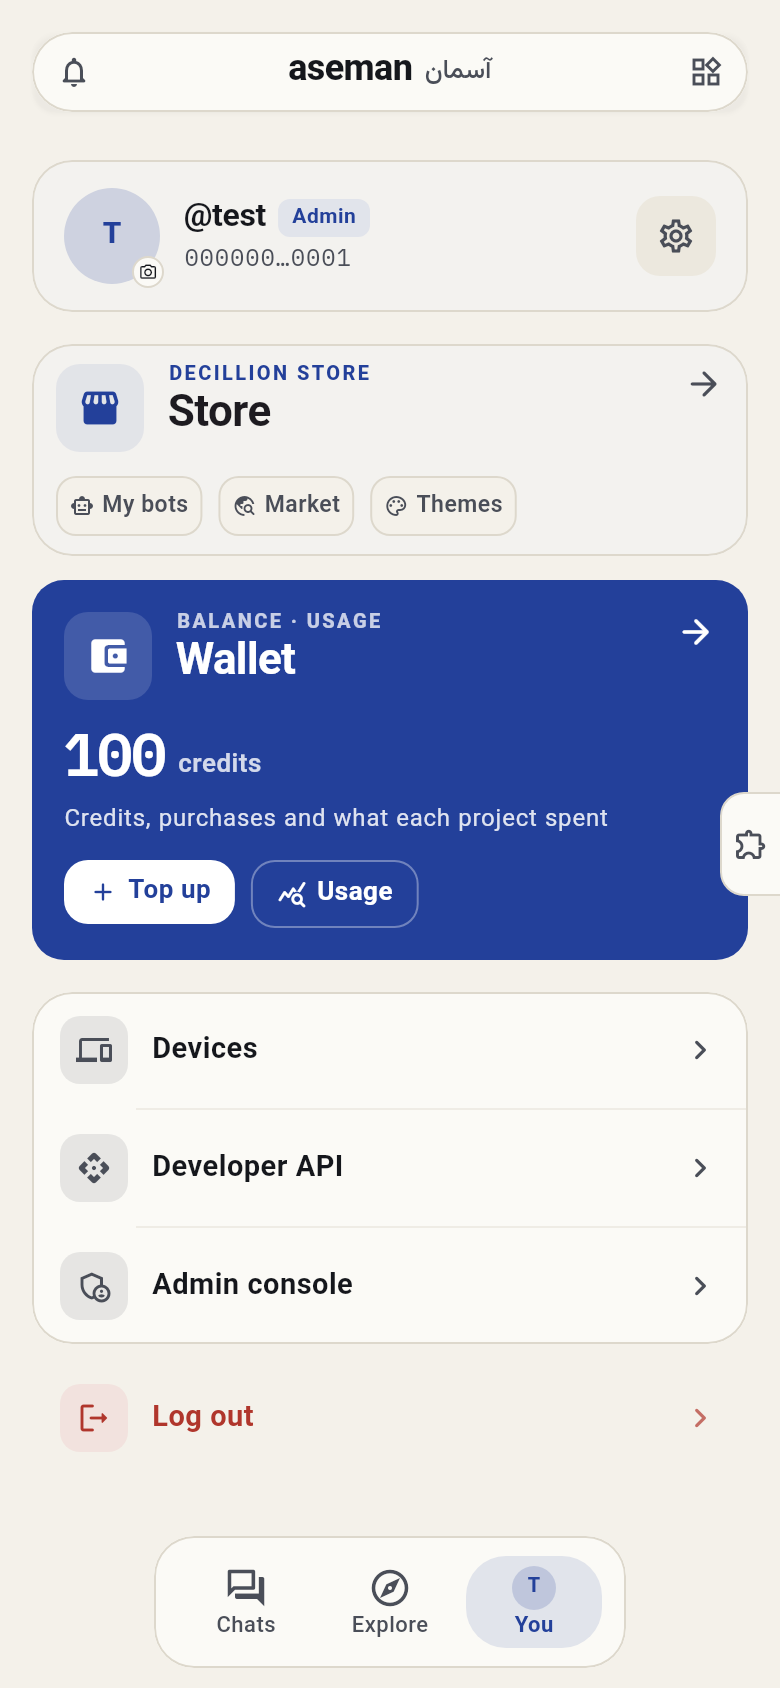 aseman آسمان
T
@test Admin
000000…0001
DECILLION STORE
Store
My bots Market Themes
BALANCE · USAGE
Wallet
100 credits
Credits, purchases and what each project spent
Top up Usage
Devices
Developer API
Admin console
Log out
T
Chats Explore You